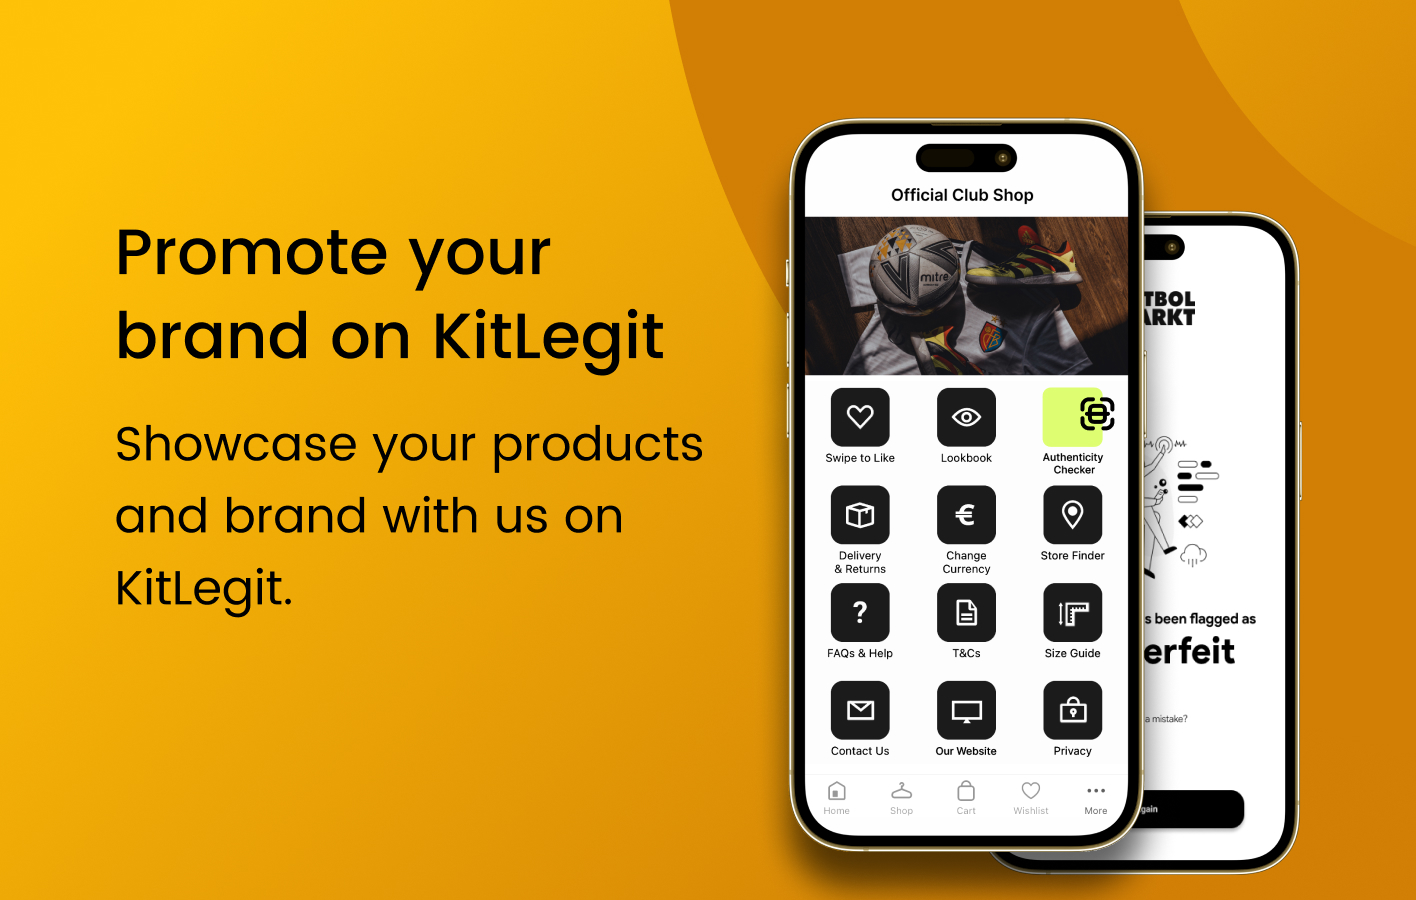 Promote your
brand on KitLegit
Showcase your products
and brand with us on
KitLegit.
Official Club Shop
mitre
Swipe to Like
Lookbook
Authenticity
Checker
Delivery
& Returns
Change
Currency
Store Finder
FAQs & Help
T&Cs
Size Guide
Contact Us
Our Website
Privacy
Home
Shop
Cart
Wishlist
More
TBOL
ARKT
s been flagged as
erfeit
a mistake?
gain